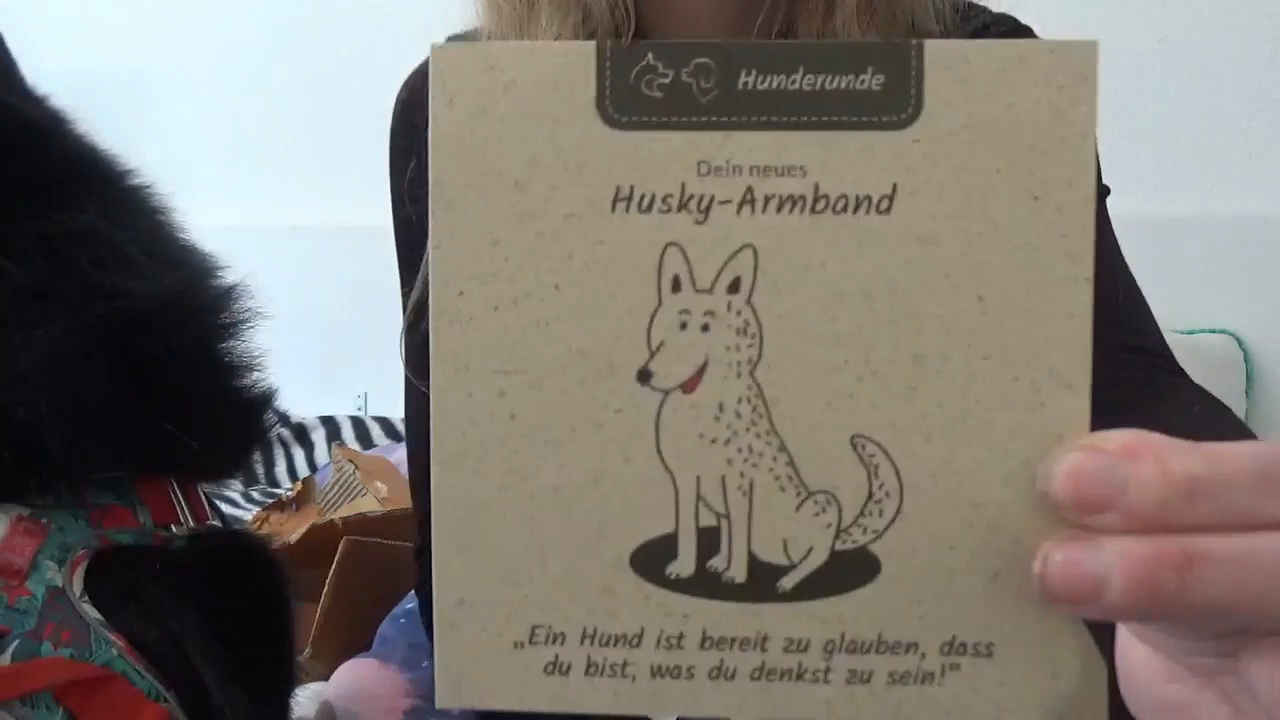 Hunderunde
Dein neues
Husky-Armband
„Ein Hund ist bereit zu glauben, dass
du bist, was du denkst zu sein!"